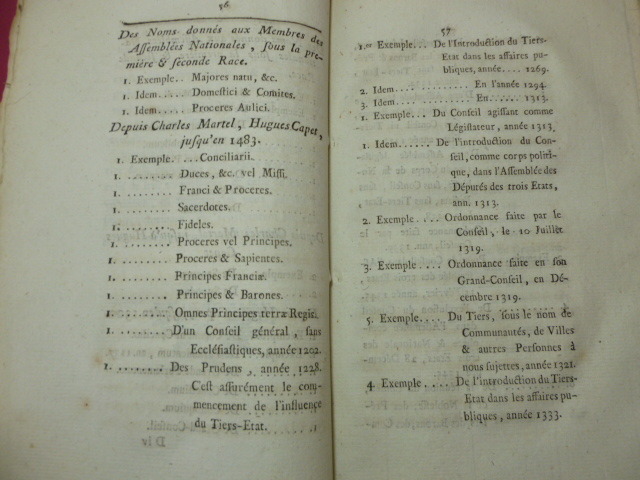 56
Des Noms donnés aux Membres des
Aſſemblées Nationales, ſous la pre-
mière & ſeconde Race.
1. Exemple.. Majores natu, &c.
1. Idem..... Domeſtici & Comites.
1. Idem..... Proceres Aulici.
Depuis Charles Martel, Hugues Capet,
juſqu'en 1483.
1. Exemple.... Conciliarii.
1. ........ Duces, &c. vel Miſſi.
1. ........ Franci & Proceres.
1. ........ Sacerdotes.
1. ........ Fideles.
1. ........ Proceres vel Principes.
1. ........ Proceres & Sapientes.
1. ........ Principes Franciæ.
1. ........ Principes & Barones.
1. ........ Omnes Principes terræ Regis.
1. ........ D'un Conſeil général, ſans
Eccléſiaſtiques, année 1202.
1. ........ Des Prudens, année 1228.
C'eſt aſſurément le com-
mencement de l'influence
du Tiers-Etat.
57
1.er Exemple... De l'Introduction du Tiers-
Etat dans les affaires pu-
bliques, année.... 1269.
2. Idem ................ En l'année 1294.
3. Idem ................ En...... 1313.
1. Exemple.... Du Conſeil agiſſant comme
Légiſlateur, année 1313.
1. Idem...... De l'introduction du Con-
ſeil, comme corps politi-
que, dans l'Aſſemblée des
Députés des trois Etats,
ann. 1313.
2. Exemple.... Ordonnance faite par le
Conſeil, le 10 Juillet
1319.
3. Exemple.... Ordonnance faite en ſon
Grand-Conſeil, en Dé-
cembre 1319.
5. Exemple.... Du Tiers, ſous le nom de
Communautés, de Villes
& autres Perſonnes à
nous ſujettes, année 1321.
4. Exemple .... De l'introduction du Tiers-
Etat dans les affaires pu-
bliques, année 1333.